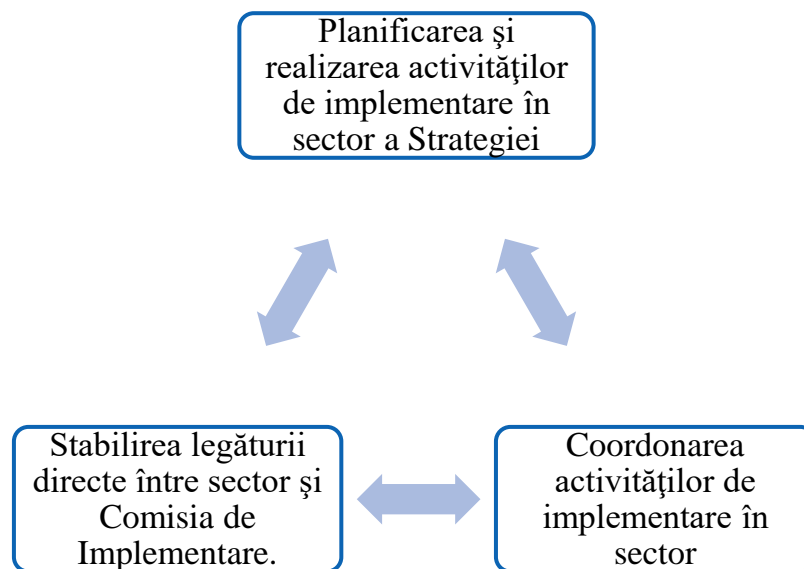 Planificarea şi
realizarea activităţilor
de implementare în
sector a Strategiei
Stabilirea legăturii
directe între sector şi
Comisia de
Implementare.
Coordonarea
activităţilor de
implementare în
sector